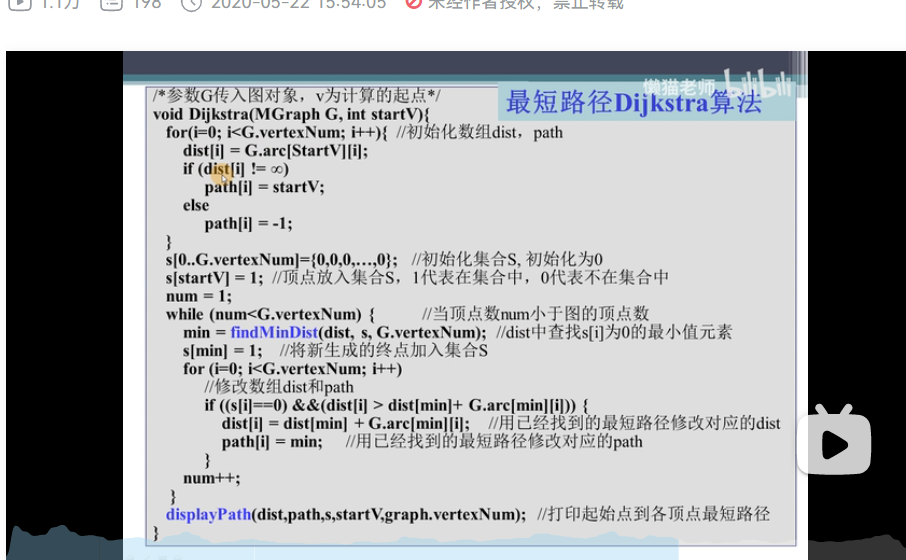 1.1万 198 2020-05-22 15:54:05 未经作者授权，禁止转载
懒猫老师 bilibili
最短路径Dijkstra算法
/*参数G传入图对象，v为计算的起点*/
void Dijkstra(MGraph G, int startV){
for(i=0; i<G.vertexNum; i++){ //初始化数组dist，path
dist[i] = G.arc[StartV][i];
if (dist[i] != ∞)
path[i] = startV;
else
path[i] = -1;
}
s[0..G.vertexNum]={0,0,0,…,0}; //初始化集合S, 初始化为0
s[startV] = 1; //顶点放入集合S，1代表在集合中，0代表不在集合中
num = 1;
while (num<G.vertexNum) { //当顶点数num小于图的顶点数
min = findMinDist(dist, s, G.vertexNum); //dist中查找s[i]为0的最小值元素
s[min] = 1; //将新生成的终点加入集合S
for (i=0; i<G.vertexNum; i++)
//修改数组dist和path
if ((s[i]==0) &&(dist[i] > dist[min]+ G.arc[min][i])) {
dist[i] = dist[min] + G.arc[min][i]; //用已经找到的最短路径修改对应的dist
path[i] = min; //用已经找到的最短路径修改对应的path
}
num++;
}
displayPath(dist,path,s,startV,graph.vertexNum); //打印起始点到各顶点最短路径
}